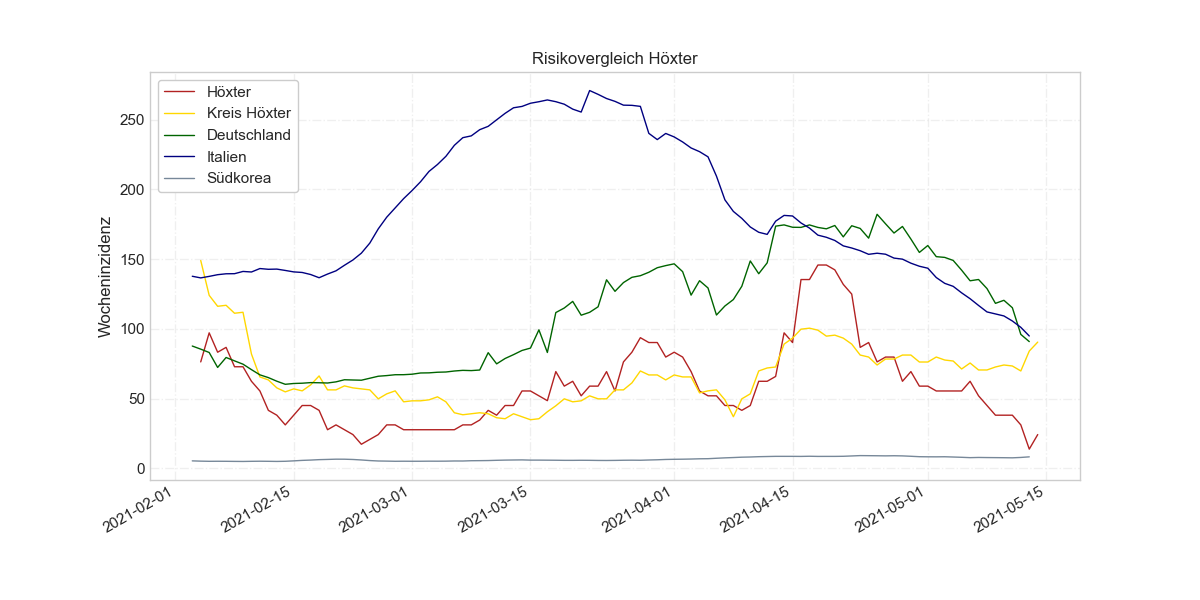 Risikovergleich Höxter
Höxter
Kreis Höxter
Deutschland
Italien
Südkorea
Wocheninzidenz
250
200
150
100
50
0
2021-02-01
2021-02-15
2021-03-01
2021-03-15
2021-04-01
2021-04-15
2021-05-01
2021-05-15